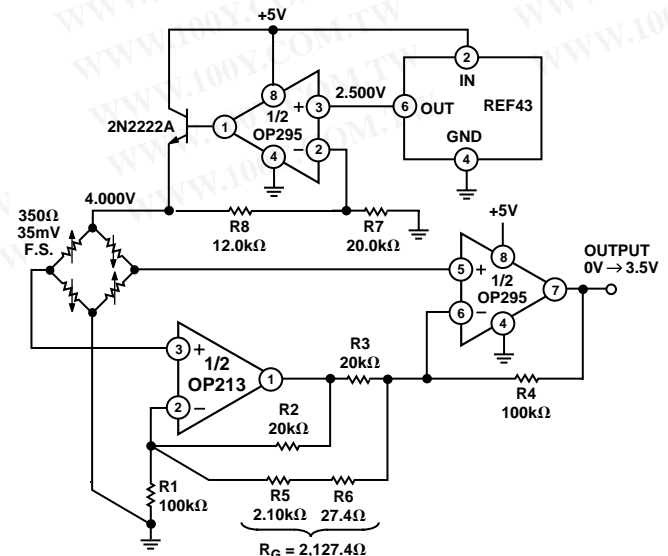 WWW.100Y.COM.TW
+5V
2
IN
8
1/2
OP295
+
3
2.500V
6
OUT
REF43
2N2222A
1
−
2
4
GND
4
4.000V
R8
12.0kΩ
R7
20.0kΩ
350Ω
35mV
F.S.
+5V
OUTPUT
0V → 3.5V
5
+
8
1/2
OP295
7
6
−
4
3
+
1/2
OP213
1
2
−
R3
20kΩ
R2
20kΩ
R4
100kΩ
R1
100kΩ
R5
2.10kΩ
R6
27.4Ω
RG = 2,127.4Ω